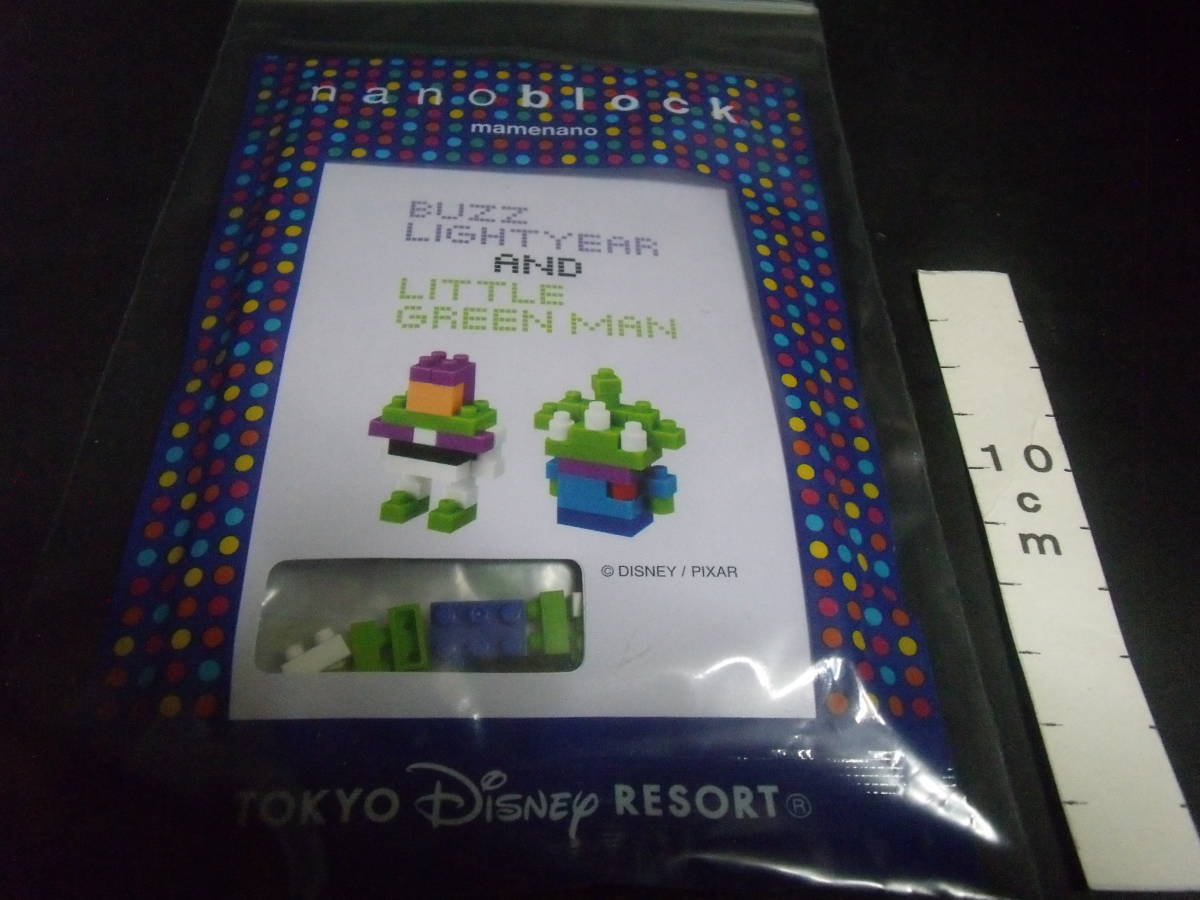 nanoblock
mamenano
BUZZ
LIGHTYEAR
AND
LITTLE
GREEN MAN
© DISNEY / PIXAR
TOKYO Disney RESORT®
10
c
m